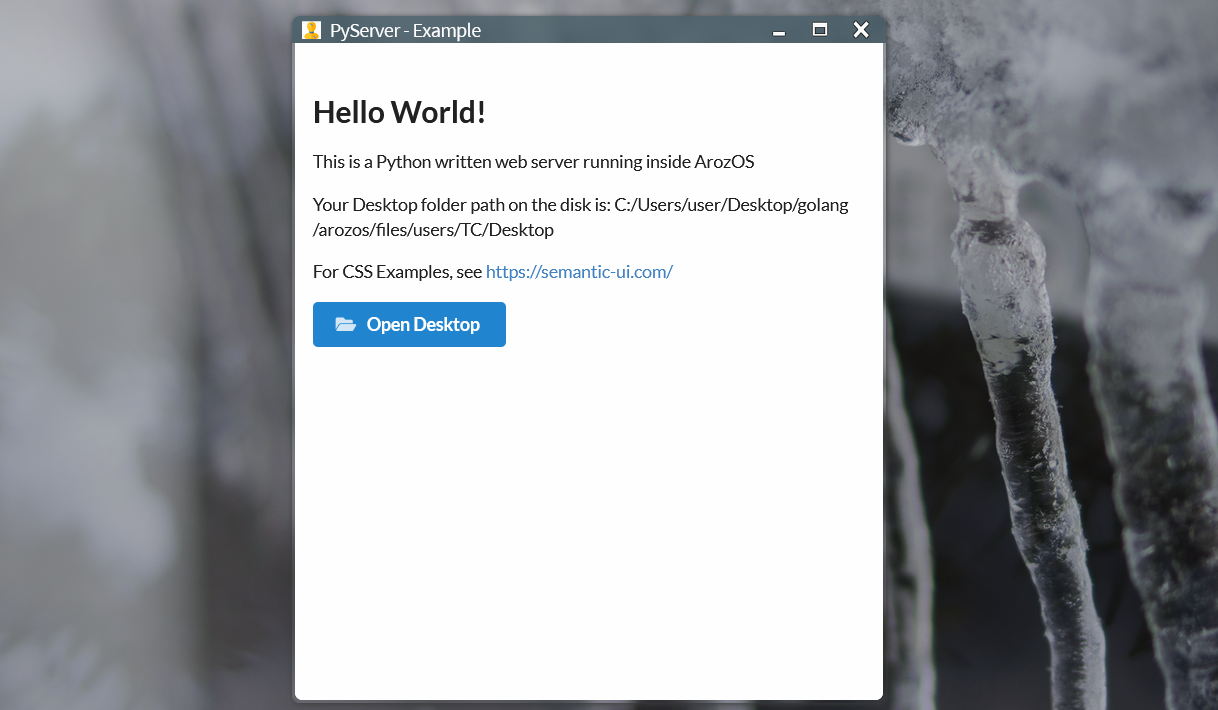 PyServer - Example
Hello World!
This is a Python written web server running inside ArozOS
Your Desktop folder path on the disk is: C:/Users/user/Desktop/golang
/arozos/files/users/TC/Desktop
For CSS Examples, see https://semantic-ui.com/
Open Desktop